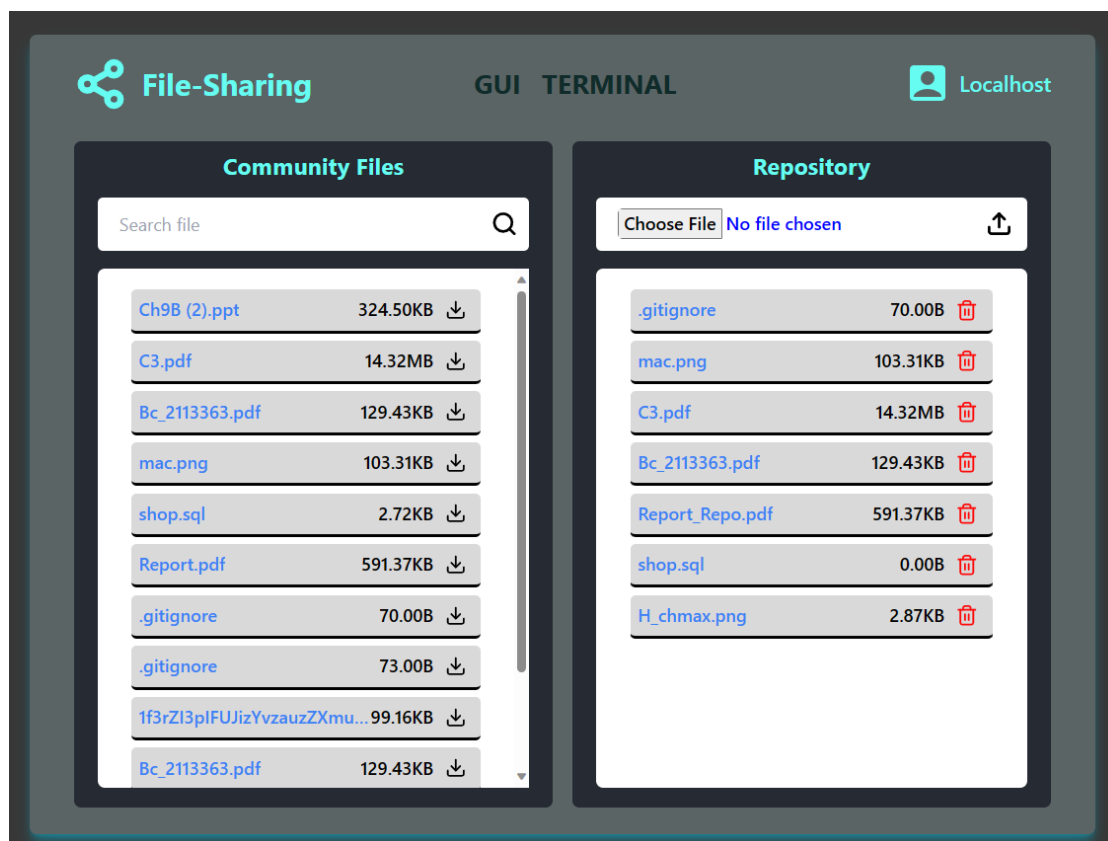 File-Sharing GUI TERMINAL Localhost
Community Files
Search file
Ch9B (2).ppt 324.50KB
C3.pdf 14.32MB
Bc_2113363.pdf 129.43KB
mac.png 103.31KB
shop.sql 2.72KB
Report.pdf 591.37KB
.gitignore 70.00B
.gitignore 73.00B
1f3rZI3pIFUJizYvzauzZXmu... 99.16KB
Bc_2113363.pdf 129.43KB
Repository
Choose File No file chosen
.gitignore 70.00B
mac.png 103.31KB
C3.pdf 14.32MB
Bc_2113363.pdf 129.43KB
Report_Repo.pdf 591.37KB
shop.sql 0.00B
H_chmax.png 2.87KB